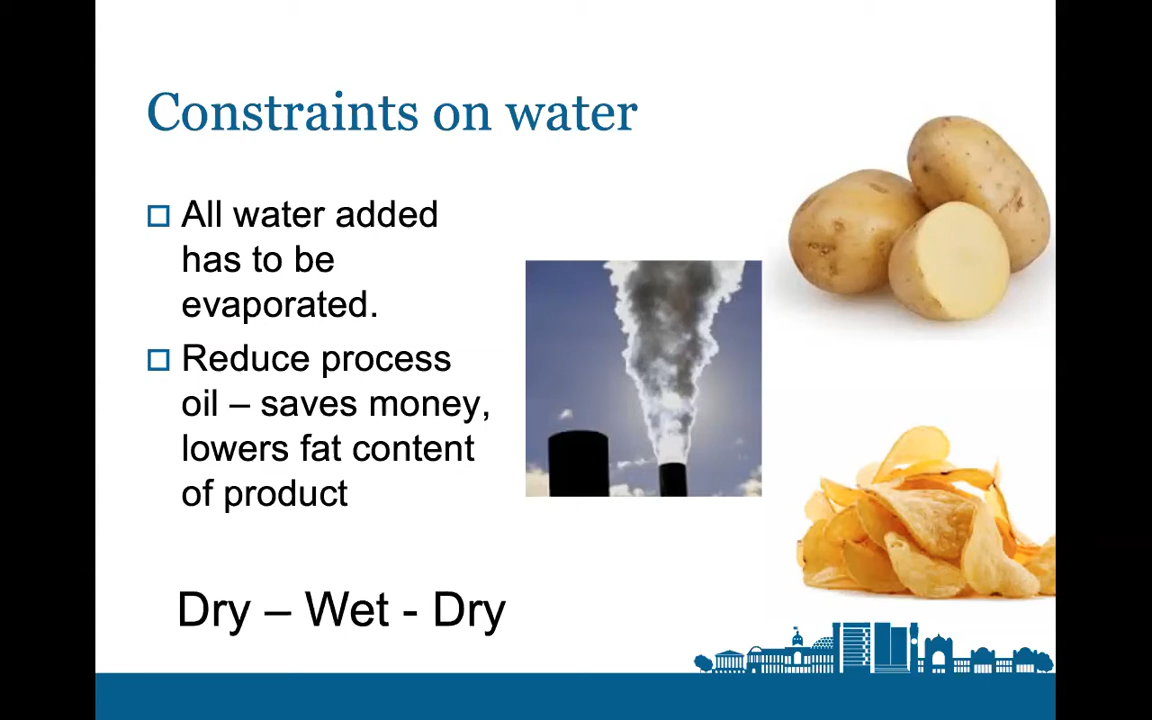 Constraints on water
All water added
has to be
evaporated.
Reduce process
oil – saves money,
lowers fat content
of product
Dry – Wet - Dry